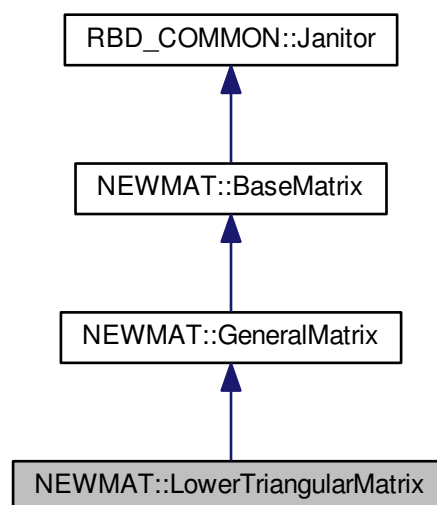 RBD_COMMON::Janitor
NEWMAT::BaseMatrix
NEWMAT::GeneralMatrix
NEWMAT::LowerTriangularMatrix